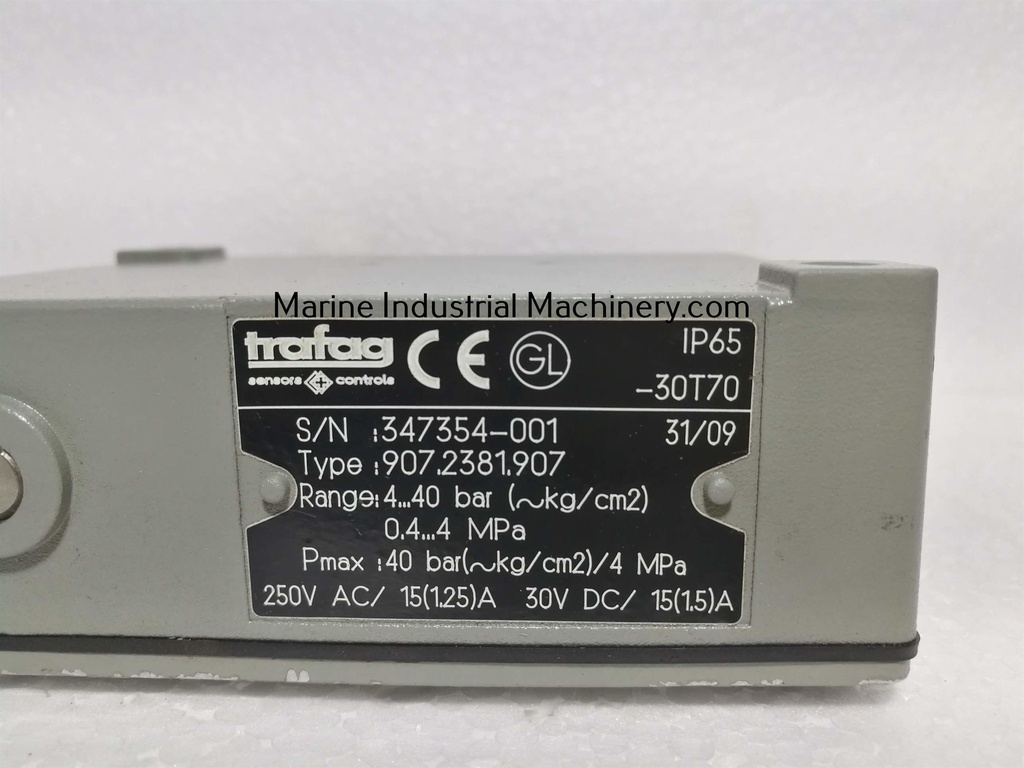 Marine Industrial Machinery.com
trafag CE GL IP65
sensors controls -30T70
S/N :347354-001 31/09
Type :907.2381.907
Range:4...40 bar (~kg/cm2)
0.4...4 MPa
Pmax :40 bar(~kg/cm2)/4 MPa
250V AC/ 15(1.25)A 30V DC/ 15(1.5)A